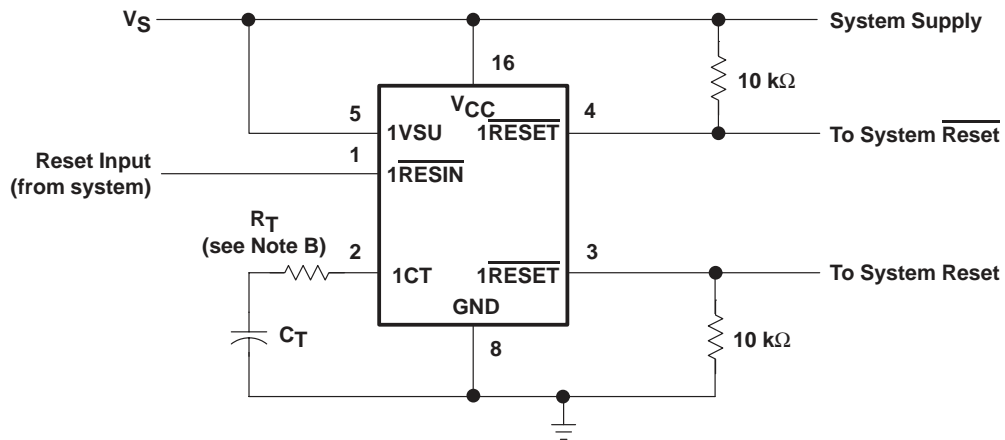 VS
System Supply
16
10 kΩ
VCC
5
4
1VSU
1RESET
To System Reset
1
Reset Input
(from system)
1RESIN
RT
(see Note B)
2
3
1CT
1RESET
To System Reset
GND
CT
8
10 kΩ